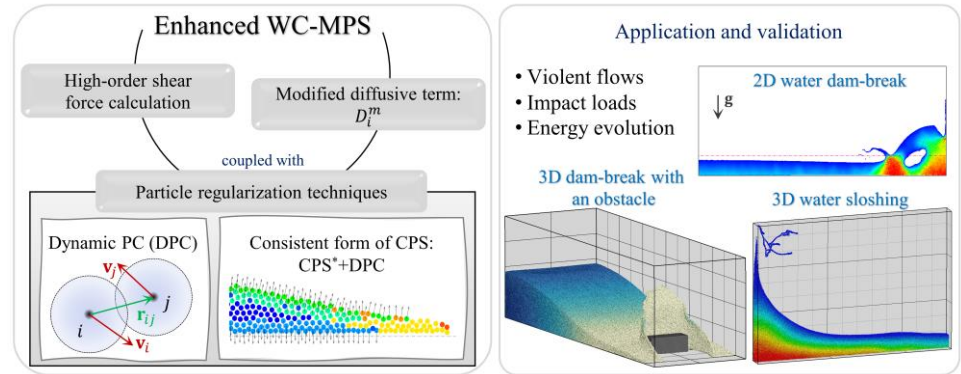 Enhanced WC-MPS
High-order shear
force calculation
Modified diffusive term:
D_i^m
coupled with
Particle regularization techniques
Dynamic PC (DPC)
v_j
j
r_ij
i
v_i
Consistent form of CPS:
CPS*+DPC
Application and validation
• Violent flows
• Impact loads
• Energy evolution
2D water dam-break
g
3D dam-break with
an obstacle
3D water sloshing